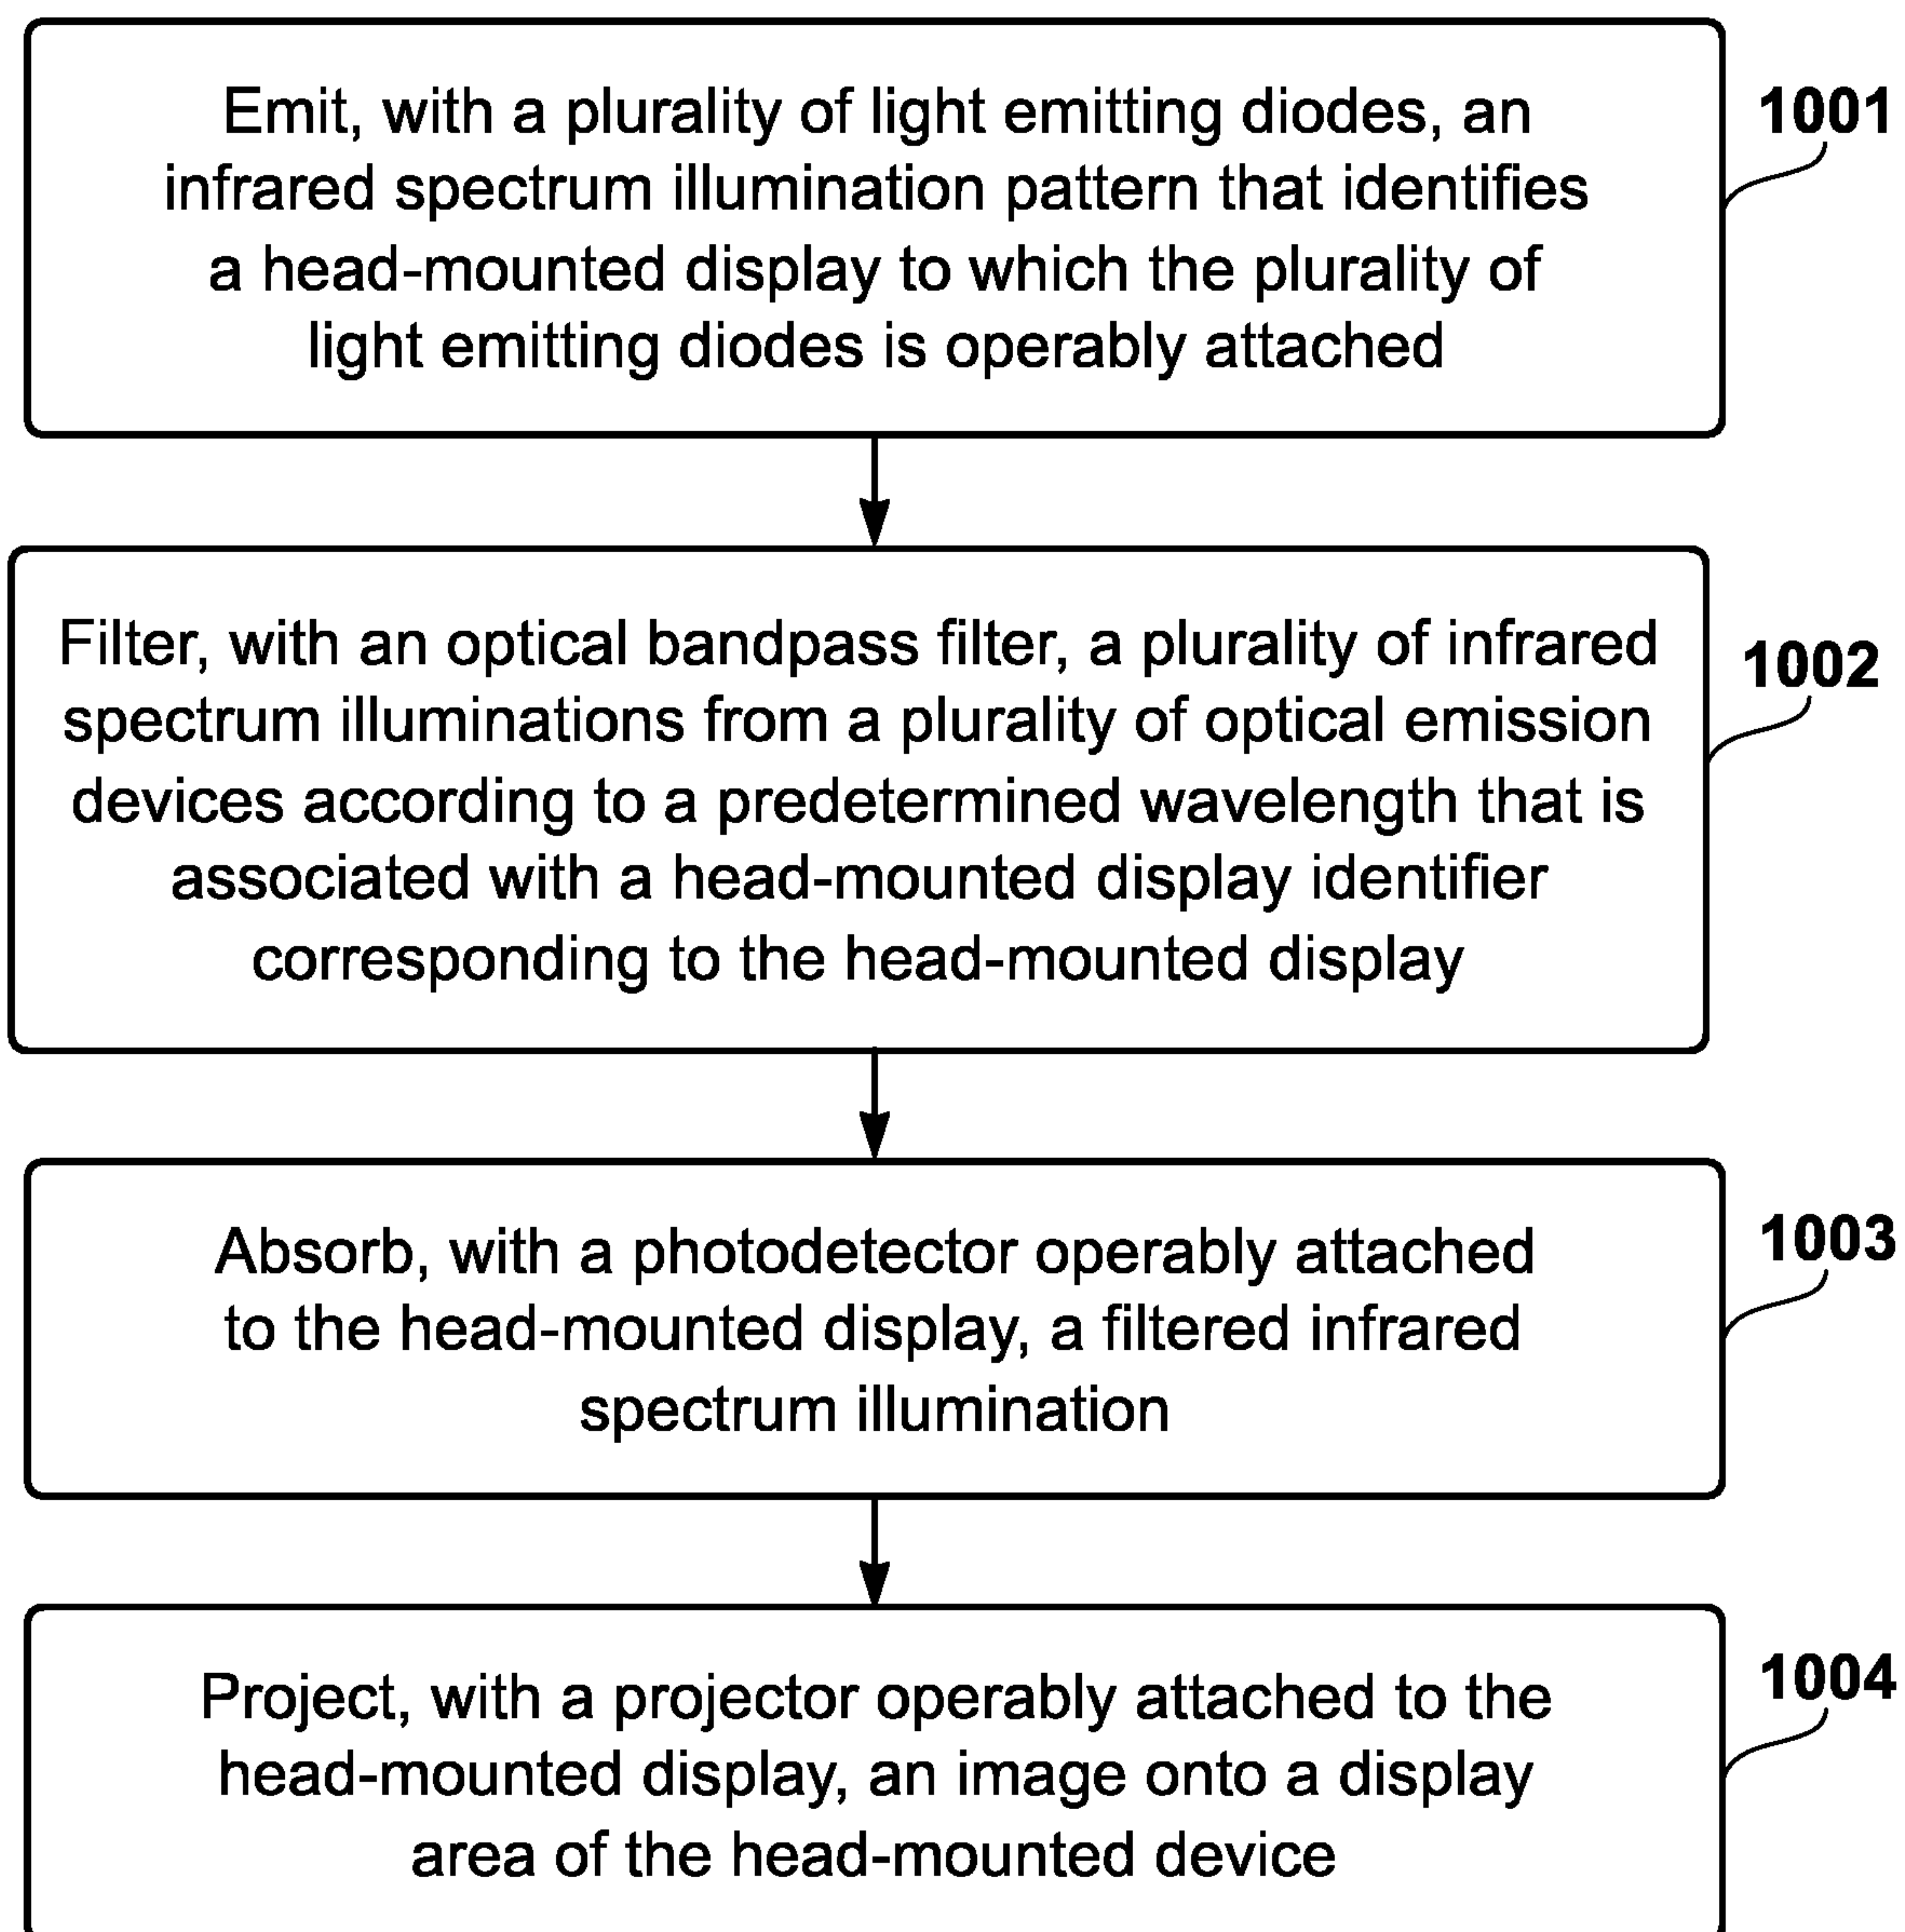 Emit, with a plurality of light emitting diodes, an
infrared spectrum illumination pattern that identifies
a head-mounted display to which the plurality of
light emitting diodes is operably attached
1001
Filter, with an optical bandpass filter, a plurality of infrared
spectrum illuminations from a plurality of optical emission
devices according to a predetermined wavelength that is
associated with a head-mounted display identifier
corresponding to the head-mounted display
1002
Absorb, with a photodetector operably attached
to the head-mounted display, a filtered infrared
spectrum illumination
1003
Project, with a projector operably attached to the
head-mounted display, an image onto a display
area of the head-mounted device
1004